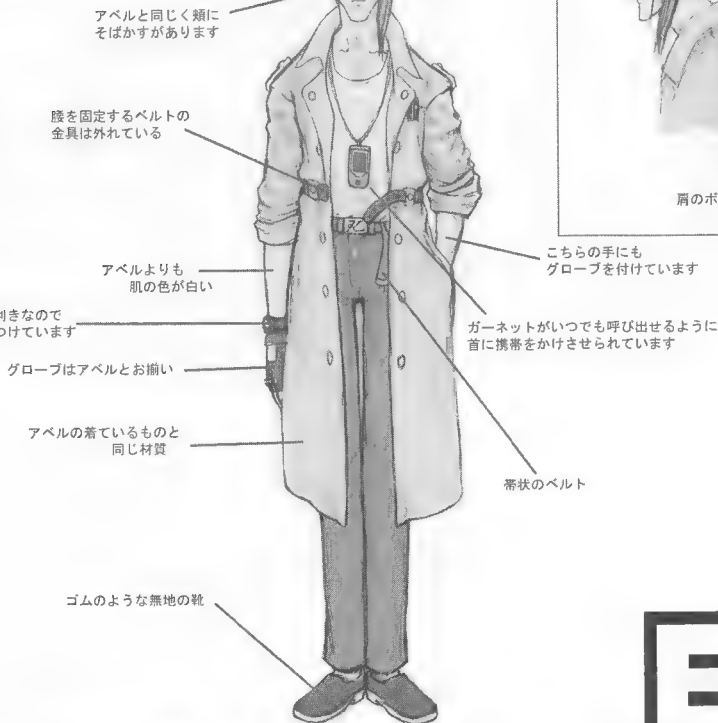 アベルと同じく頬に
そばかすがあります
腰を固定するベルトの
金具は外れている
肩のボ
こちらの手にも
グローブを付けています
アベルよりも
肌の色が白い
利きなので
つけています
ガーネットがいつでも呼び出せるように
首に携帯をかけさせられています
グローブはアベルとお揃い
アベルの着ているものと
同じ材質
帯状のベルト
ゴムのような無地の靴